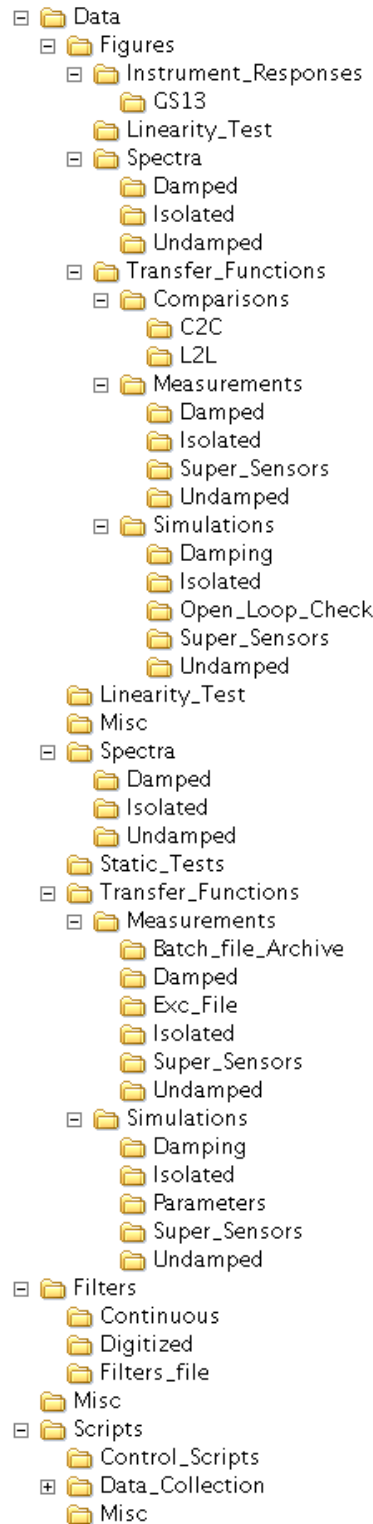 Data
Figures
Instrument_Responses
GS13
Linearity_Test
Spectra
Damped
Isolated
Undamped
Transfer_Functions
Comparisons
C2C
L2L
Measurements
Damped
Isolated
Super_Sensors
Undamped
Simulations
Damping
Isolated
Open_Loop_Check
Super_Sensors
Undamped
Linearity_Test
Misc
Spectra
Damped
Isolated
Undamped
Static_Tests
Transfer_Functions
Measurements
Batch_file_Archive
Damped
Exc_File
Isolated
Super_Sensors
Undamped
Simulations
Damping
Isolated
Parameters
Super_Sensors
Undamped
Filters
Continuous
Digitized
Filters_file
Misc
Scripts
Control_Scripts
Data_Collection
Misc